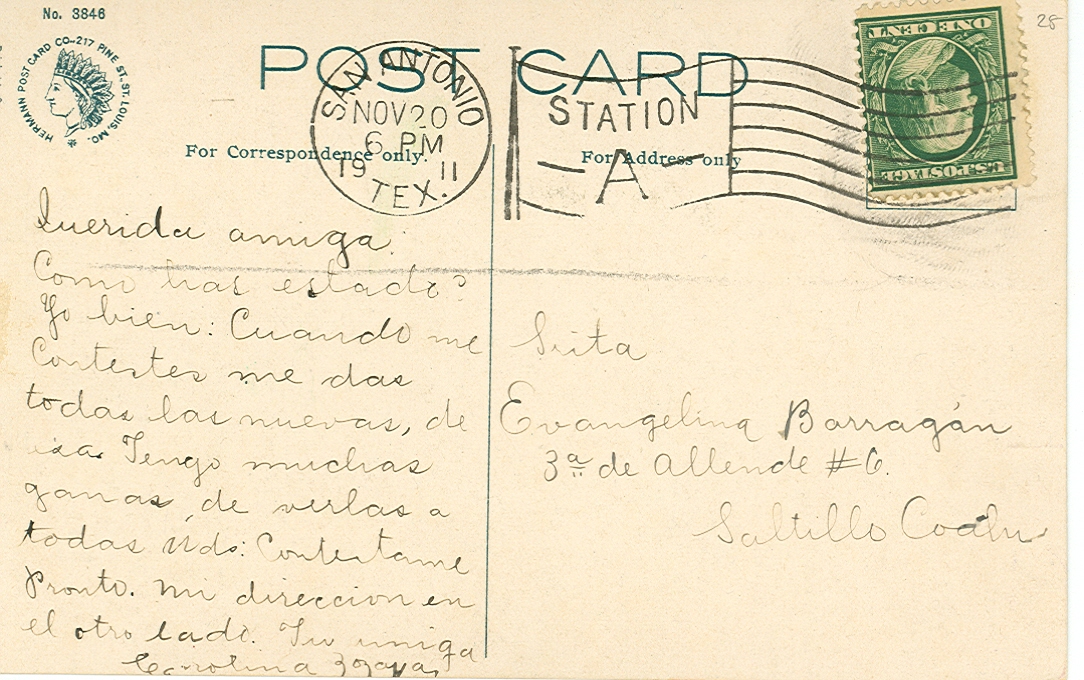 No. 3846
HERMANN POST CARD CO-217 PINE ST. ST. LOUIS, MO.
POST CARD
SAN ANTONIO
NOV 20
6 PM
19 11
TEX.
STATION
A
ONE CENT
U.S. POSTAGE
28
For Correspondence only.
For Address only
Querida amiga.
Como has estado?
Yo bien: Cuando me
Contestes me das
todas las nuevas, de
esa. Tengo muchas
ganas de verlas a
todas Uds: Contestame
Pronto. Mi direccion en
el otro lado. Tu amiga
Carolina
Srita
Evangelina Barragán
3ª de Allende #6.
Saltillo Coahu